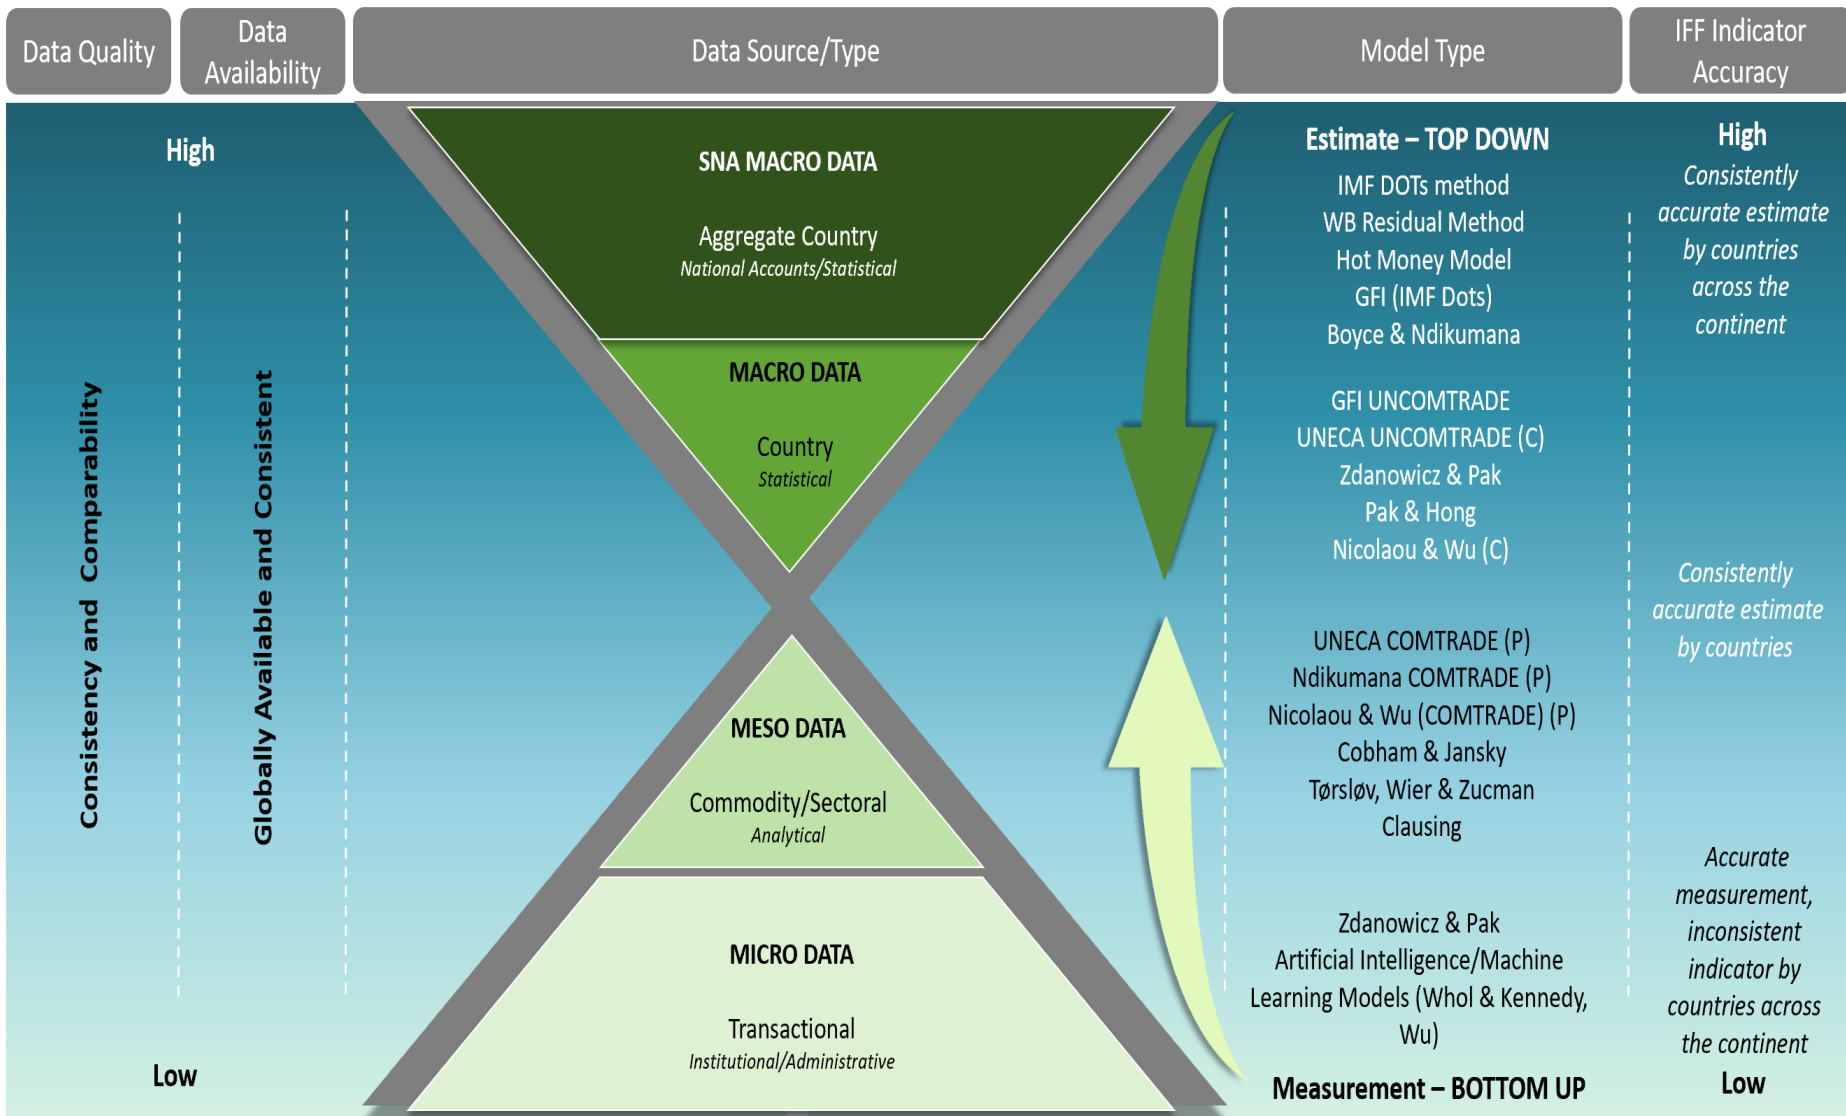 Data Quality
Data
Availability
Data Source/Type
Model Type
IFF Indicator
Accuracy
High
Consistency and Comparability
Globally Available and Consistent
Low
SNA MACRO DATA
Aggregate Country
National Accounts/Statistical
MACRO DATA
Country
Statistical
MESO DATA
Commodity/Sectoral
Analytical
MICRO DATA
Transactional
Institutional/Administrative
Estimate – TOP DOWN
IMF DOTs method
WB Residual Method
Hot Money Model
GFI (IMF Dots)
Boyce & Ndikumana
GFI UNCOMTRADE
UNECA UNCOMTRADE (C)
Zdanowicz & Pak
Pak & Hong
Nicolaou & Wu (C)
UNECA COMTRADE (P)
Ndikumana COMTRADE (P)
Nicolaou & Wu (COMTRADE) (P)
Cobham & Jansky
Tørsløv, Wier & Zucman
Clausing
Zdanowicz & Pak
Artificial Intelligence/Machine
Learning Models (Whol & Kennedy,
Wu)
Measurement – BOTTOM UP
High
Consistently
accurate estimate
by countries
across the
continent
Consistently
accurate estimate
by countries
Accurate
measurement,
inconsistent
indicator by
countries across
the continent
Low